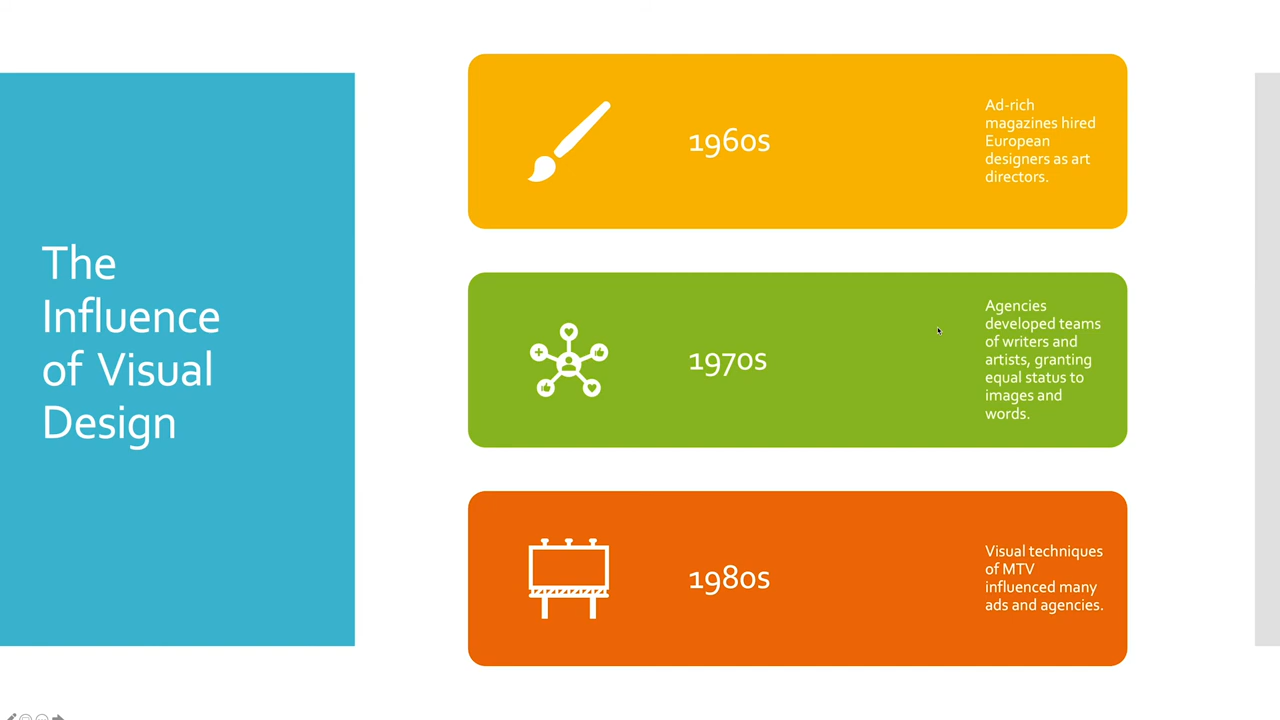 The
Influence
of Visual
Design
1960s
Ad-rich
magazines hired
European
designers as art
directors.
1970s
Agencies
developed teams
of writers and
artists, granting
equal status to
images and
words.
1980s
Visual techniques
of MTV
influenced many
ads and agencies.